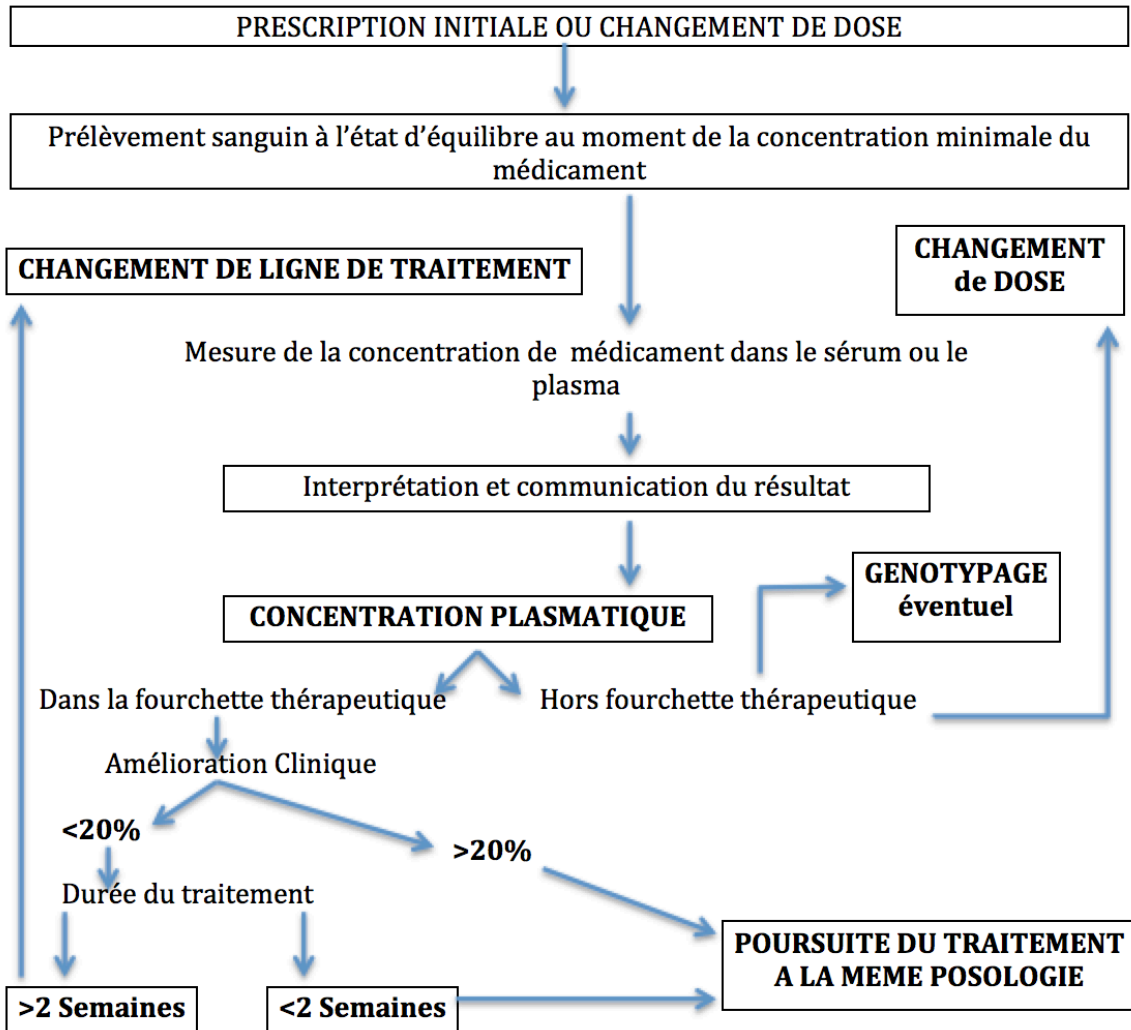 PRESCRIPTION INITIALE OU CHANGEMENT DE DOSE
Prélèvement sanguin à l’état d’équilibre au moment de la concentration minimale du
médicament
CHANGEMENT DE LIGNE DE TRAITEMENT
CHANGEMENT
de DOSE
Mesure de la concentration de  médicament dans le sérum ou le
plasma
Interprétation et communication du résultat
GENOTYPAGE
éventuel
CONCENTRATION PLASMATIQUE
Dans la fourchette thérapeutique
Hors fourchette thérapeutique
Amélioration Clinique
<20%
>20%
Durée du traitement
POURSUITE DU TRAITEMENT
A LA MEME POSOLOGIE
>2 Semaines
<2 Semaines